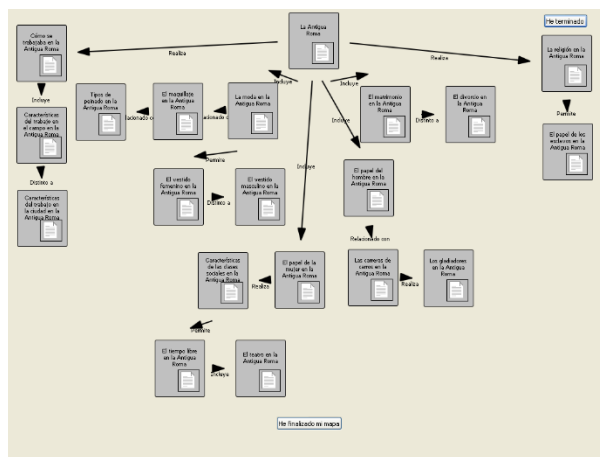 La Antigua
Roma
He terminado
Cómo se
trabajaba en la
Antigua Roma
La religión en la
Antigua Roma
Realiza
Realiza
Incluye
Incluye
Incluye
Permite
Tipos de
peinado en la
Antigua Roma
El maquillaje
en la Antigua
Roma
La moda en la
Antigua Roma
El matrimonio
en la Antigua
Roma
El divorcio en la
Antigua
Roma
Características
del trabajo en
el campo en la
Antigua Roma
lacionado co
acionado co
Distinto a
El papel de los
esclavos en la
Antigua Roma
Incluye
Incluye
Permite
Distinto a
El vestido
femenino en la
Antigua Roma
Distinto a
El vestido
masculino en la
Antigua Roma
El papel del
hombre en la
Antigua Roma
Características
del trabajo en
la ciudad en la
Antigua Roma
Relacionado con
Características
de las clases
sociales en la
Antigua Roma
Realiza
El papel de la
mujer en la
Antigua Roma
Las carreras de
carros en la
Antigua Roma
Realiza
Los gladiadores
en la Antigua
Roma
Permite
El tiempo libre
en la Antigua
Roma
Incluye
El teatro en la
Antigua Roma
He finalizado mi mapa